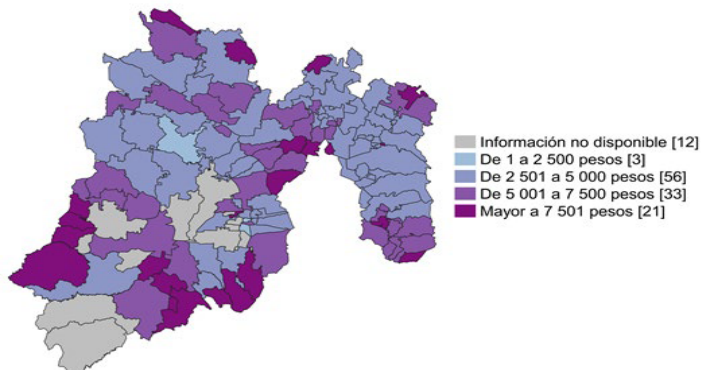 Información no disponible [12]
De 1 a 2 500 pesos [3]
De 2 501 a 5 000 pesos [56]
De 5 001 a 7 500 pesos [33]
Mayor a 7 501 pesos [21]